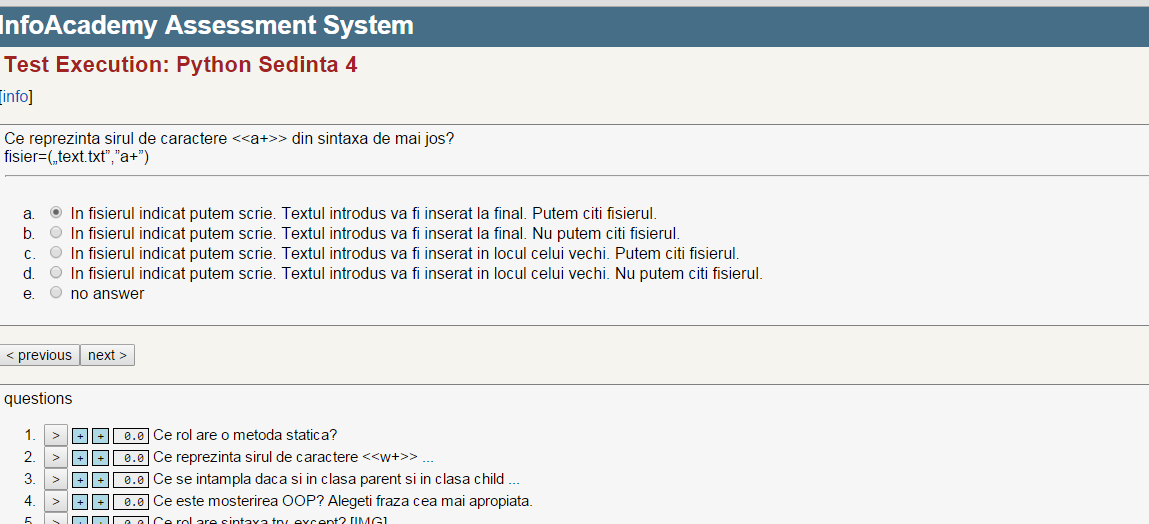 InfoAcademy Assessment System
Test Execution: Python Sedinta 4
[info]
Ce reprezinta sirul de caractere <<a+>> din sintaxa de mai jos?
fisier=(„text.txt”,”a+”)
a. In fisierul indicat putem scrie. Textul introdus va fi inserat la final. Putem citi fisierul.
b. In fisierul indicat putem scrie. Textul introdus va fi inserat la final. Nu putem citi fisierul.
c. In fisierul indicat putem scrie. Textul introdus va fi inserat in locul celui vechi. Putem citi fisierul.
d. In fisierul indicat putem scrie. Textul introdus va fi inserat in locul celui vechi. Nu putem citi fisierul.
e. no answer
< previous next >
questions
1. > + + 0.0 Ce rol are o metoda statica?
2. > + + 0.0 Ce reprezinta sirul de caractere <<w+>> ...
3. > + + 0.0 Ce se intampla daca si in clasa parent si in clasa child ...
4. > + + 0.0 Ce este mosterirea OOP? Alegeti fraza cea mai apropiata.
5. > + + 0.0 Ce rol are sintaxa try, except? [IMG]